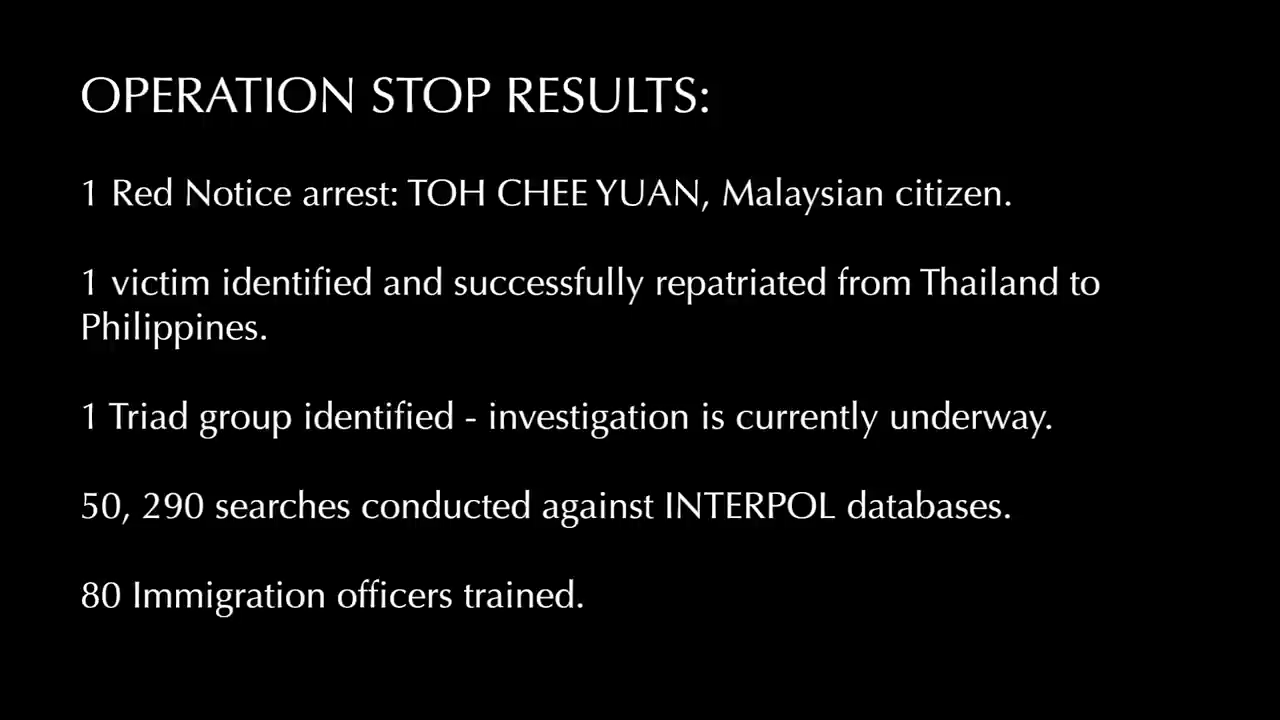 OPERATION STOP RESULTS:
1 Red Notice arrest: TOH CHEE YUAN, Malaysian citizen.
1 victim identified and successfully repatriated from Thailand to
Philippines.
1 Triad group identified - investigation is currently underway.
50, 290 searches conducted against INTERPOL databases.
80 Immigration officers trained.